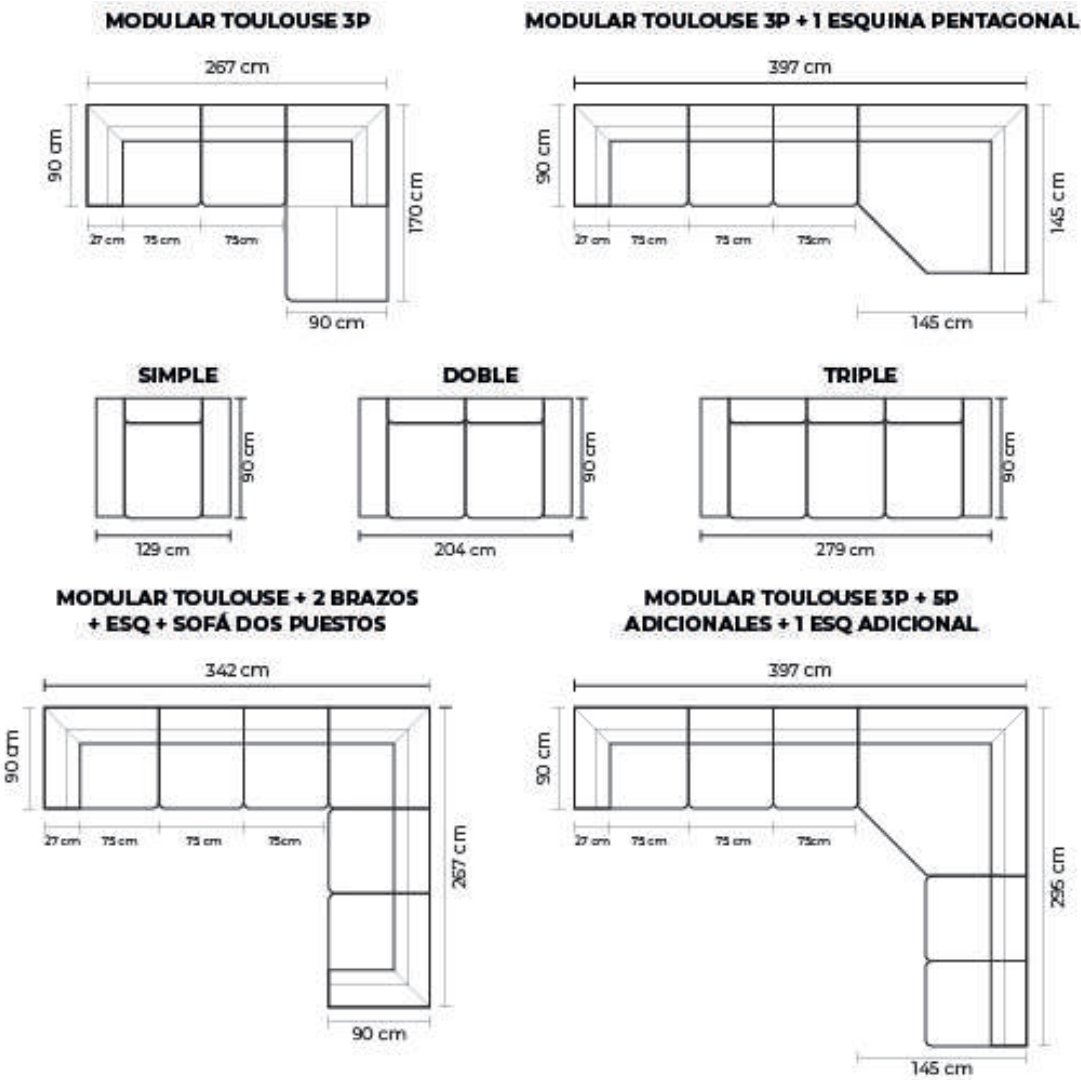 MODULAR TOULOUSE 3P
267 cm
90 cm
170 cm
27 cm 75 cm 75cm
90 cm
MODULAR TOULOUSE 3P + 1 ESQUINA PENTAGONAL
397 cm
90 cm
145 cm
27 cm 75 cm 75 cm 75cm
145 cm
SIMPLE
90 cm
129 cm
DOBLE
90 cm
204 cm
TRIPLE
90 cm
279 cm
MODULAR TOULOUSE + 2 BRAZOS
+ ESQ + SOFÁ DOS PUESTOS
342 cm
90 cm
27 cm 75 cm 75 cm 75cm
267 cm
90 cm
MODULAR TOULOUSE 3P + 5P
ADICIONALES + 1 ESQ ADICIONAL
397 cm
90 cm
27 cm 75 cm 75 cm 75cm
295 cm
145 cm